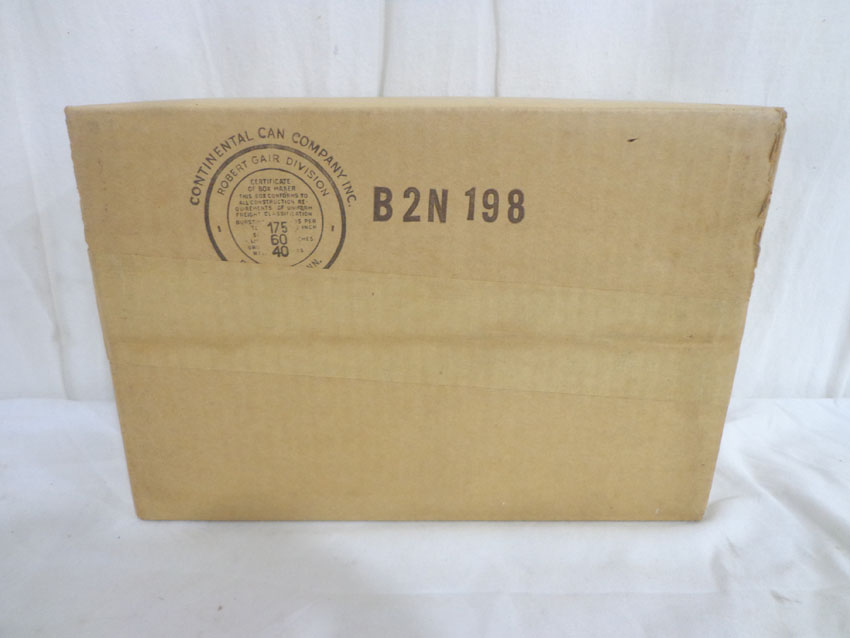 CONTINENTAL CAN COMPANY, INC.
ROBERT GAIR DIVISION
CERTIFICATE
OF BOX MAKER
THIS BOX CONFORMS TO
ALL CONSTRUCTION RE-
QUIREMENTS OF UNIFORM
FREIGHT CLASSIFICATION
175
60
40
B2N 198